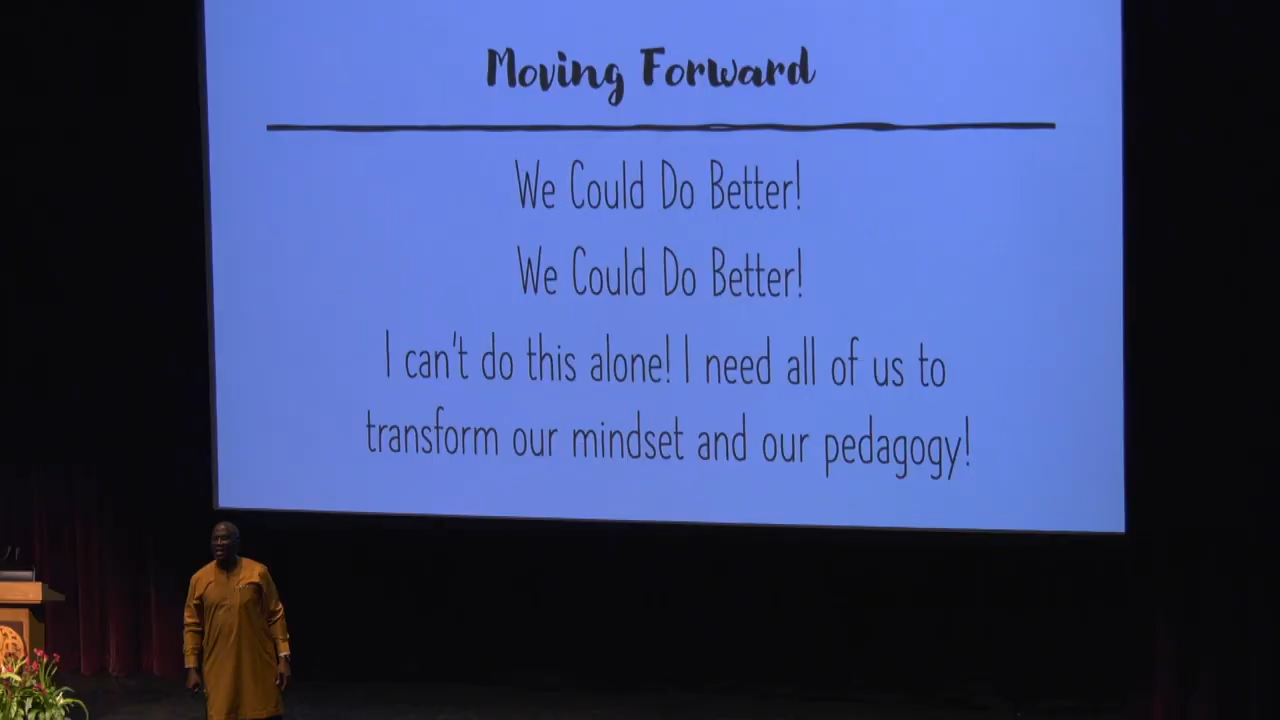 Moving Forward
We Could Do Better!
We Could Do Better!
I can't do this alone! I need all of us to
transform our mindset and our pedagogy!